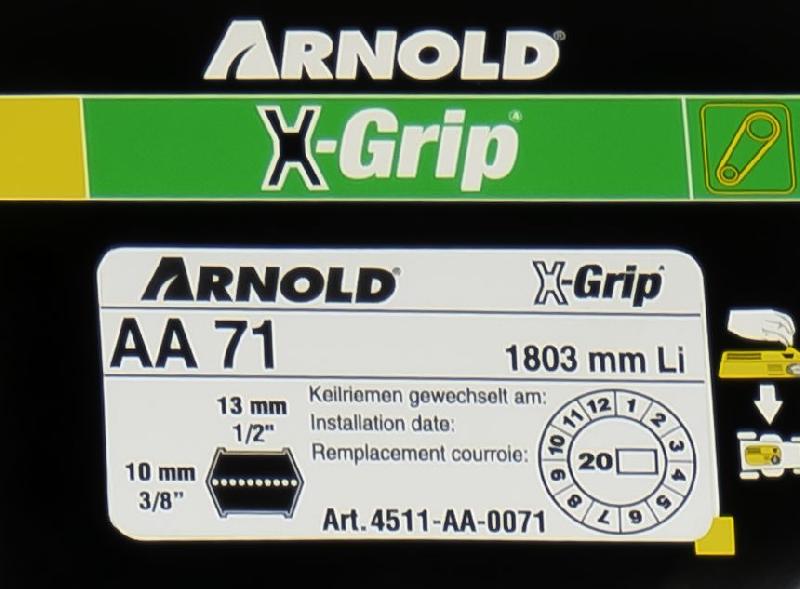 ARNOLD®
X-Grip
ARNOLD®
X-Grip
AA 71
1803 mm Li
13 mm
1/2"
10 mm
3/8"
Keilriemen gewechselt am:
Installation date:
Remplacement courroie:
12 1 2 3 4 5 6 7 8 9 10 11
20
Art. 4511-AA-0071